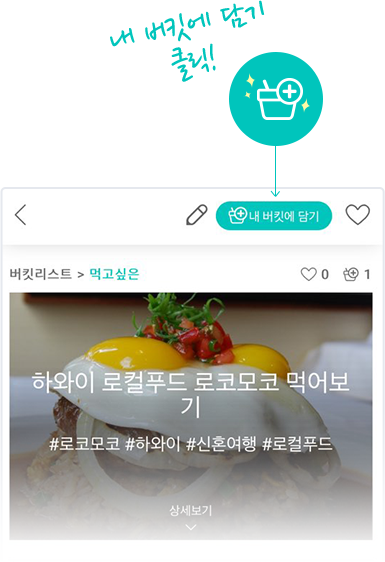 내 버킷에 담기
클릭!
내 버킷에 담기
버킷리스트 > 먹고싶은
0
1
하와이 로컬푸드 로코모코 먹어보
기
#로코모코 #하와이 #신혼여행 #로컬푸드
상세보기